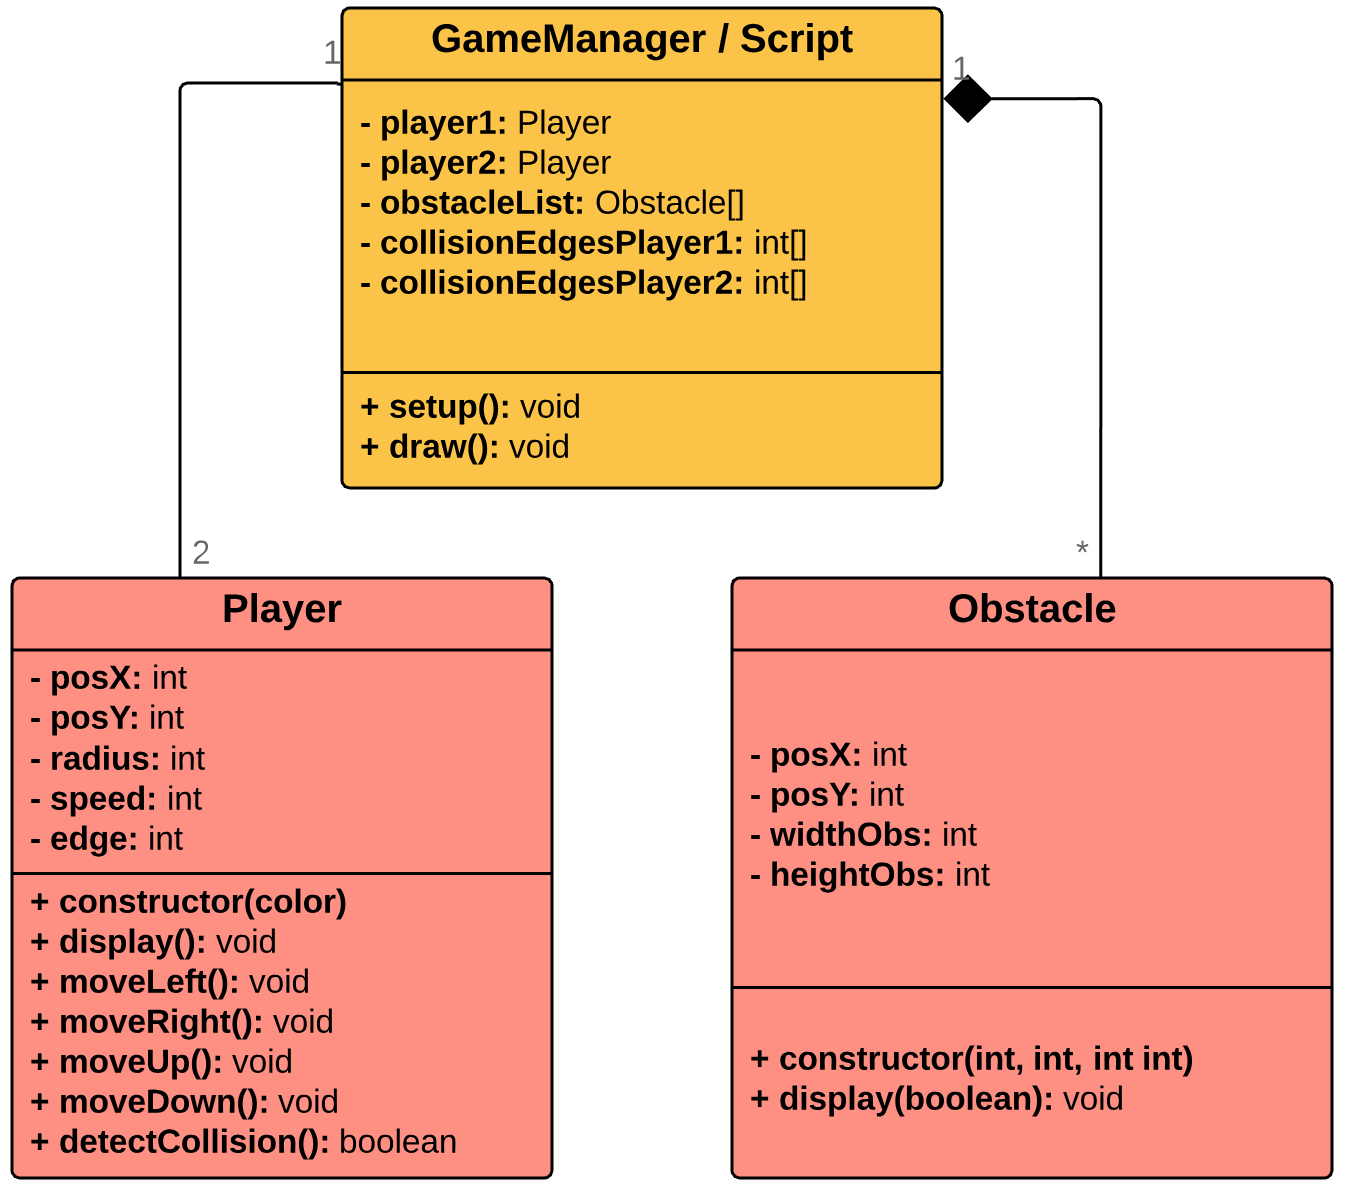 GameManager / Script
1
1
- player1: Player
- player2: Player
- obstacleList: Obstacle[]
- collisionEdgesPlayer1: int[]
- collisionEdgesPlayer2: int[]
+ setup(): void
+ draw(): void
2
*
Player
- posX: int
- posY: int
- radius: int
- speed: int
- edge: int
+ constructor(color)
+ display(): void
+ moveLeft(): void
+ moveRight(): void
+ moveUp(): void
+ moveDown(): void
+ detectCollision(): boolean
Obstacle
- posX: int
- posY: int
- widthObs: int
- heightObs: int
+ constructor(int, int, int int)
+ display(boolean): void